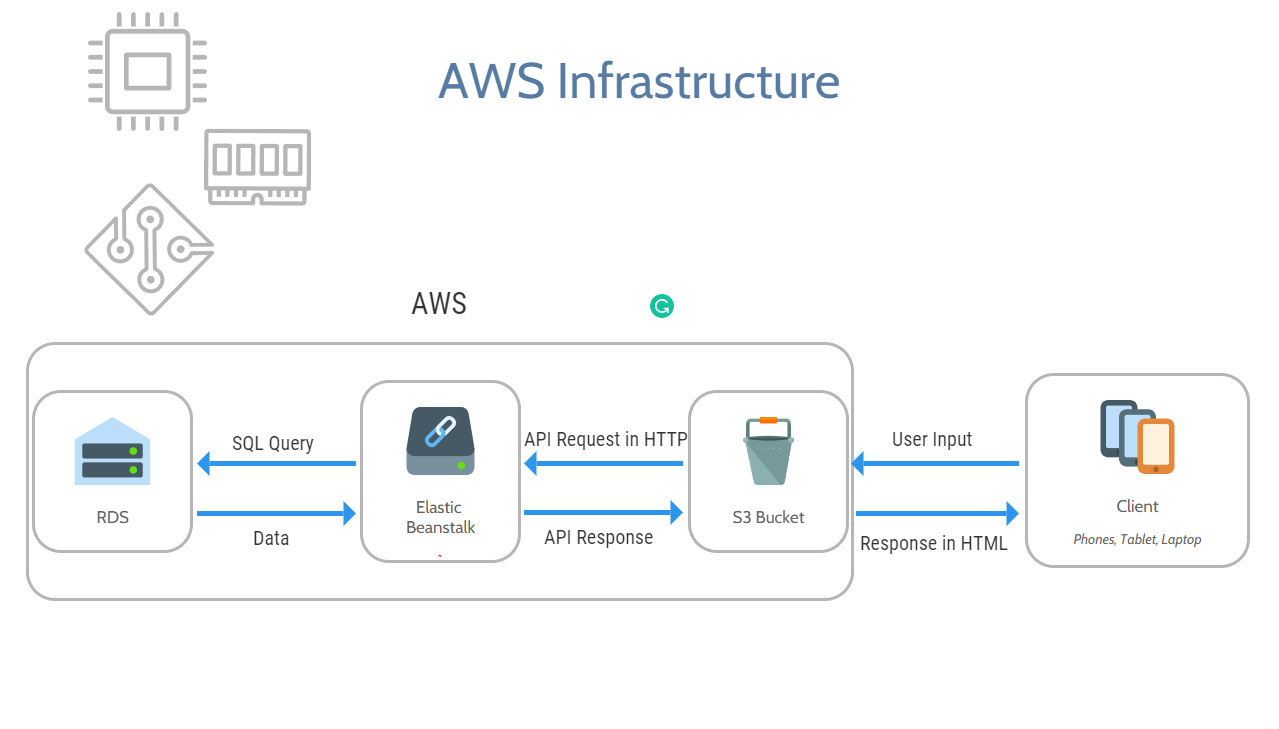 AWS Infrastructure
AWS
SQL Query
API Request in HTTP
User Input
RDS
Elastic
Beanstalk
S3 Bucket
Client
Data
API Response
Response in HTML
Phones, Tablet, Laptop